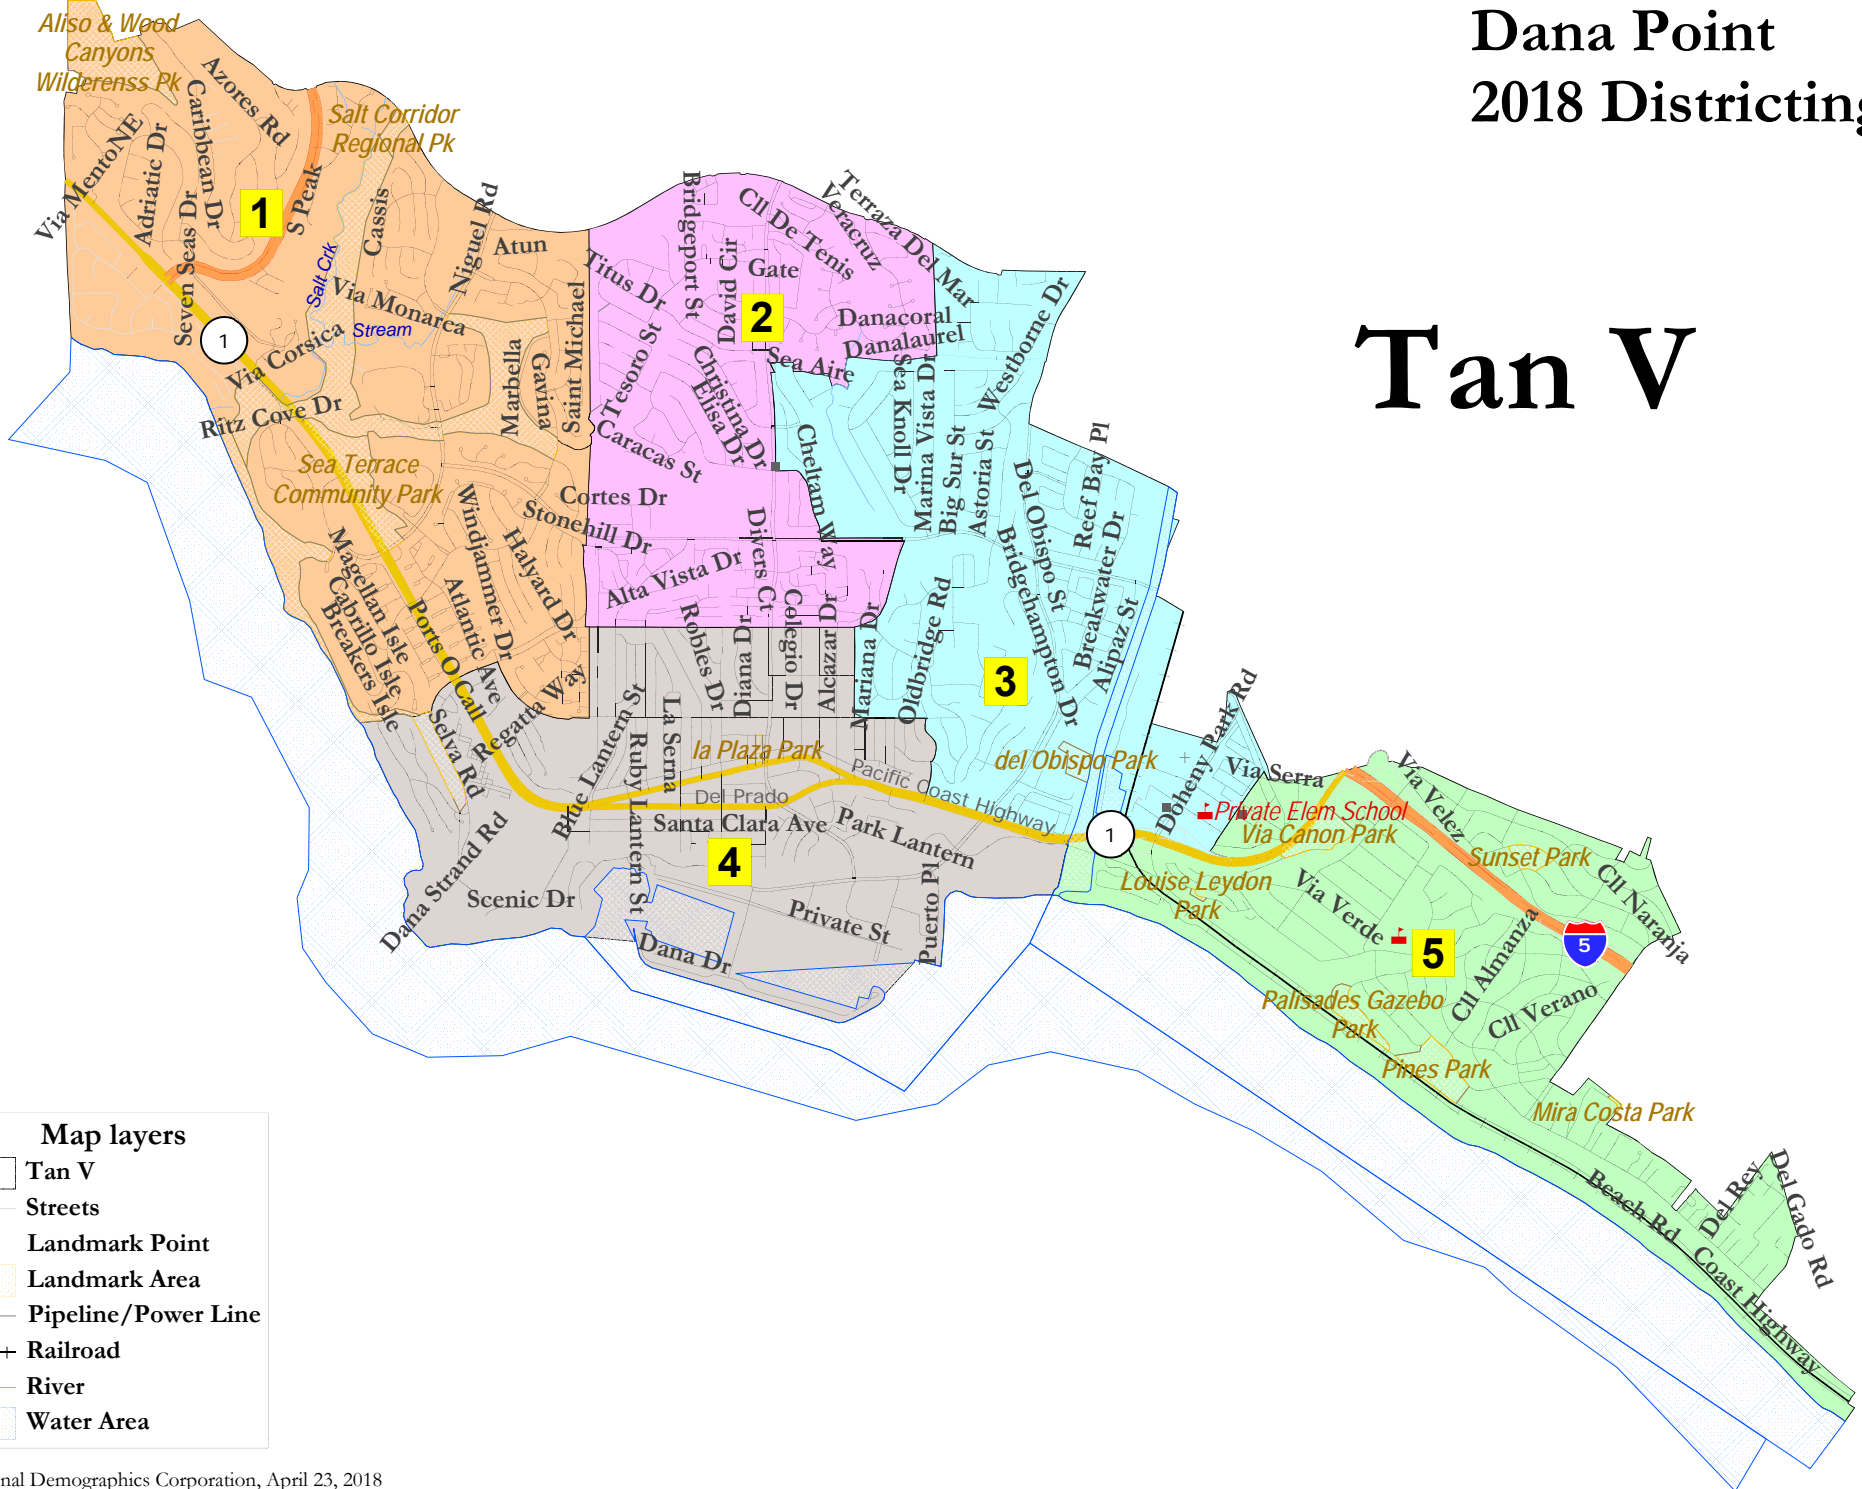 Dana Point
2018 Districting
Tan V
Aliso & Wood
Canyons
Wilderenss Pk
Azores Rd
Caribbean Dr
Adriatic Dr
Via MentoNE
Seven Seas Dr
S Peak
1
Salt Corridor
Regional Pk
Cassis
Niguel Rd
Atun
Salt Crk
Via Monarca
Stream
1
Via Corsica
Ritz Cove Dr
Marbella
Gavina
Saint Michael
Sea Terrace
Community Park
Windjammer Dr
Halyard Dr
Magellan Isle
Cabrillo Isle
Breakers Isle
Atlantic Ave
Ports O Call
Regatta Way
Selva Rd
Titus Dr
Bridgeport St
David Cir
Cll De Tenis
Gate
Veracruz
Terraza Del Mar
2
Danacoral
Danalaurel
Sea Aire
Tesoro St
Christina Dr
Elisa Dr
Caracas St
Cortes Dr
Stonehill Dr
Cheltam Way
Divers Ct
Alta Vista Dr
Sea Knoll Dr
Marina Vista Dr
Big Sur St
Astoria St
Westborne Dr
Del Obispo St
Reef Bay Pl
Bridgehampton Dr
Breakwater Dr
Alipaz St
Robles Dr
Diana Dr
Colegio Dr
Alcazar Dr
Mariana Dr
Oldbridge Rd
3
Blue Lantern St
La Serna
Ruby Lantern St
la Plaza Park
Del Prado
Pacific Coast Highway
Santa Clara Ave
Park Lantern
4
Dana Strand Rd
Scenic Dr
Private St
Puerto Pl
Dana Dr
del Obispo Park
1
Doheny Park Rd
Via Serra
Private Elem School
Via Canon Park
Via Velez
Sunset Park
Louise Leydon
Park
Via Verde
5
Cll Almanza
5
Cll Naranja
Cll Verano
Palisades Gazebo
Park
Pines Park
Mira Costa Park
Beach Rd
Del Rey
Del Gado Rd
Coast Highway
Map layers
Tan V
Streets
Landmark Point
Landmark Area
Pipeline/Power Line
Railroad
River
Water Area
nal Demographics Corporation, April 23, 2018